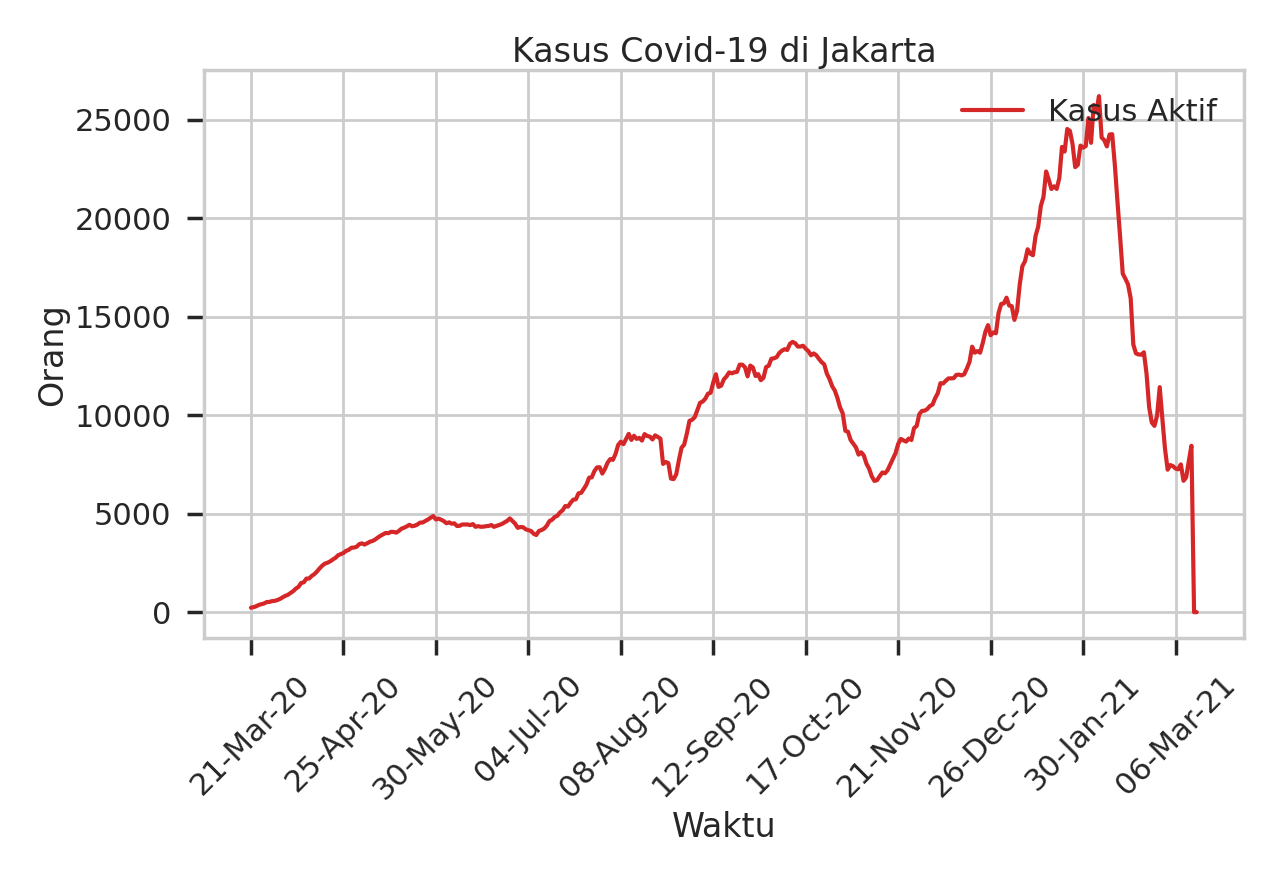 Kasus Covid-19 di Jakarta
Kasus Aktif
25000
20000
15000
10000
5000
0
Orang
21-Mar-20
25-Apr-20
30-May-20
04-Jul-20
08-Aug-20
12-Sep-20
17-Oct-20
21-Nov-20
26-Dec-20
30-Jan-21
06-Mar-21
Waktu